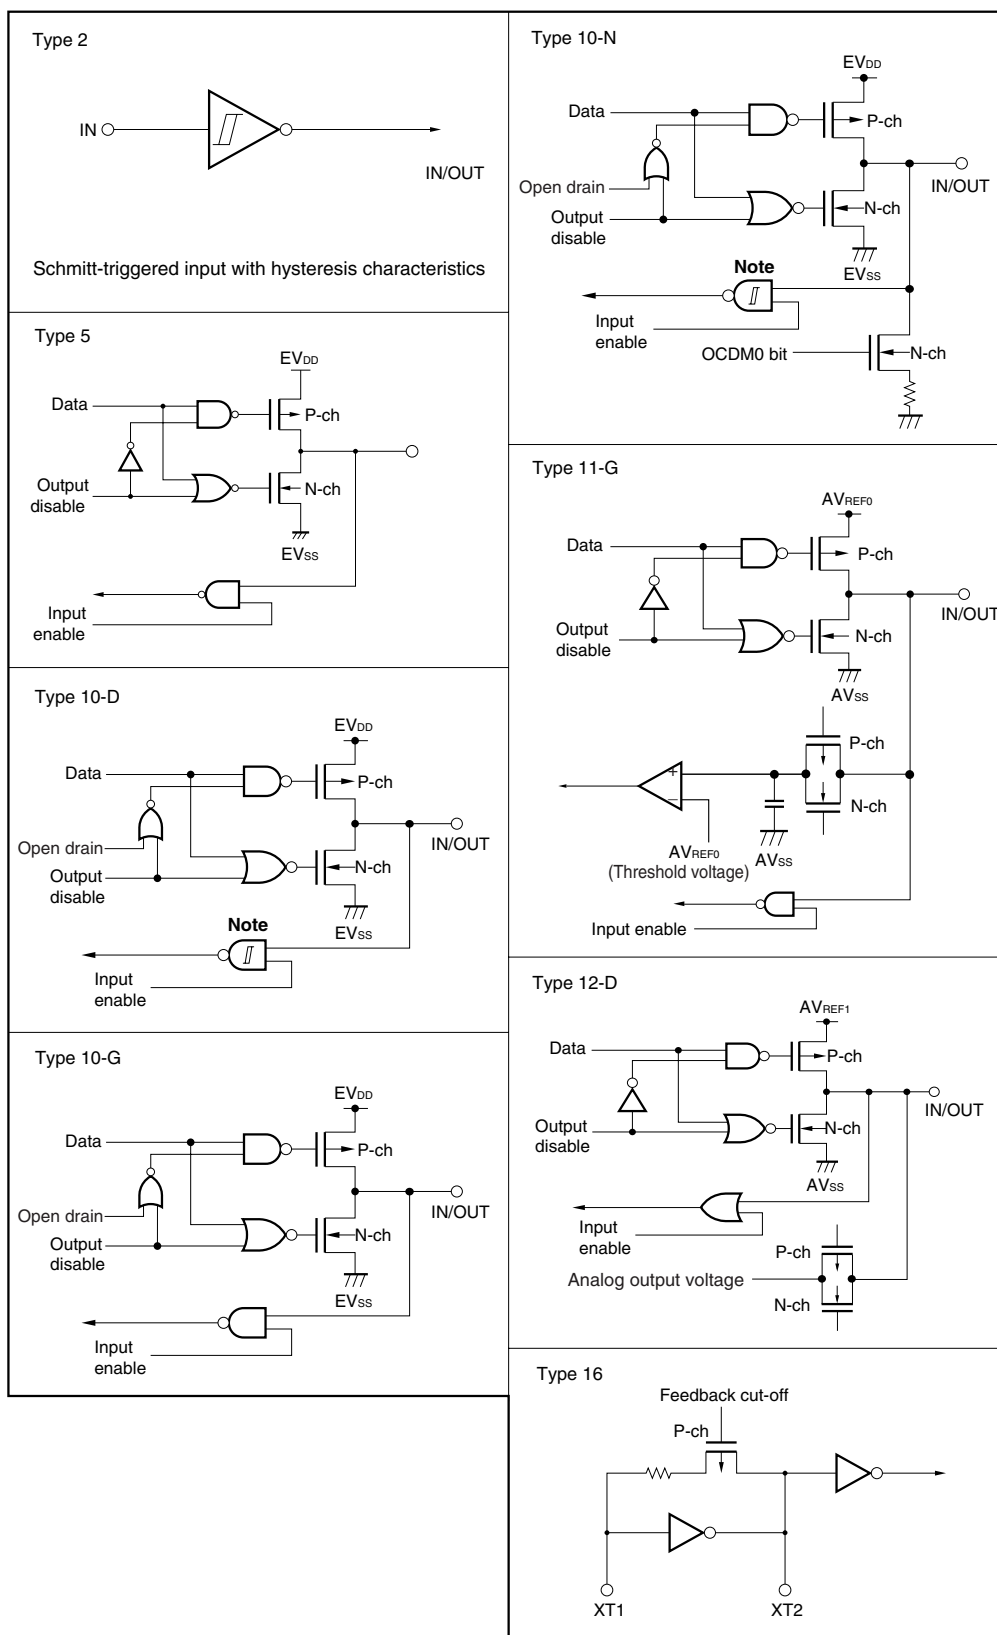 Type 2
IN
IN/OUT
Schmitt-triggered input with hysteresis characteristics
Type 5
EVDD
Data
P-ch
Output
disable
N-ch
EVSS
Input
enable
Type 10-D
EVDD
Data
P-ch
Open drain
IN/OUT
Output
disable
N-ch
EVSS
Note
Input
enable
Type 10-G
EVDD
Data
P-ch
Open drain
IN/OUT
Output
disable
N-ch
EVSS
Input
enable
Type 10-N
EVDD
Data
P-ch
IN/OUT
Open drain
Output
disable
N-ch
EVSS
Note
Input
enable
OCDM0 bit
N-ch
Type 11-G
AVREF0
Data
P-ch
IN/OUT
Output
disable
N-ch
AVSS
P-ch
+
–
N-ch
AVREF0
(Threshold voltage)
AVSS
Input enable
Type 12-D
AVREF1
Data
P-ch
IN/OUT
Output
disable
N-ch
AVSS
Input
enable
P-ch
Analog output voltage
N-ch
Type 16
Feedback cut-off
P-ch
XT1
XT2